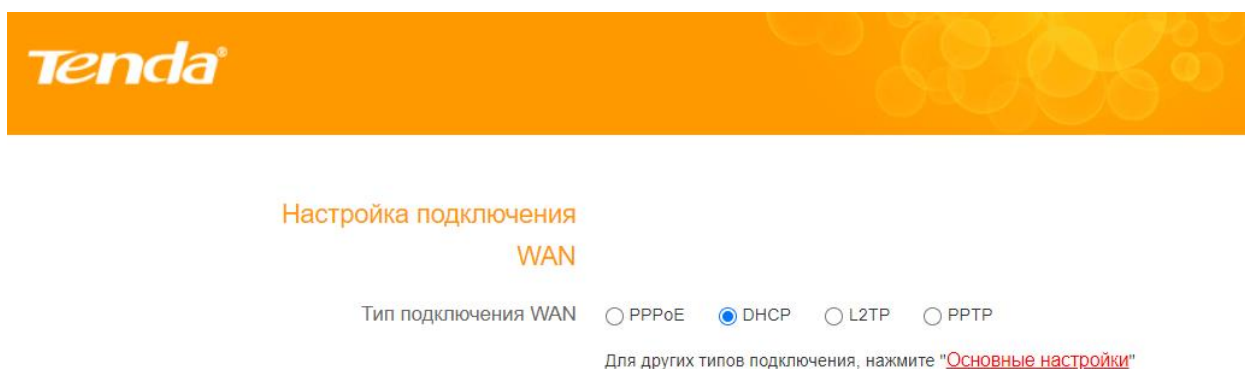 Tenda®
Настройка подключения
WAN
Тип подключения WAN PPPoE DHCP L2TP PPTP
Для других типов подключения, нажмите "Основные настройки"